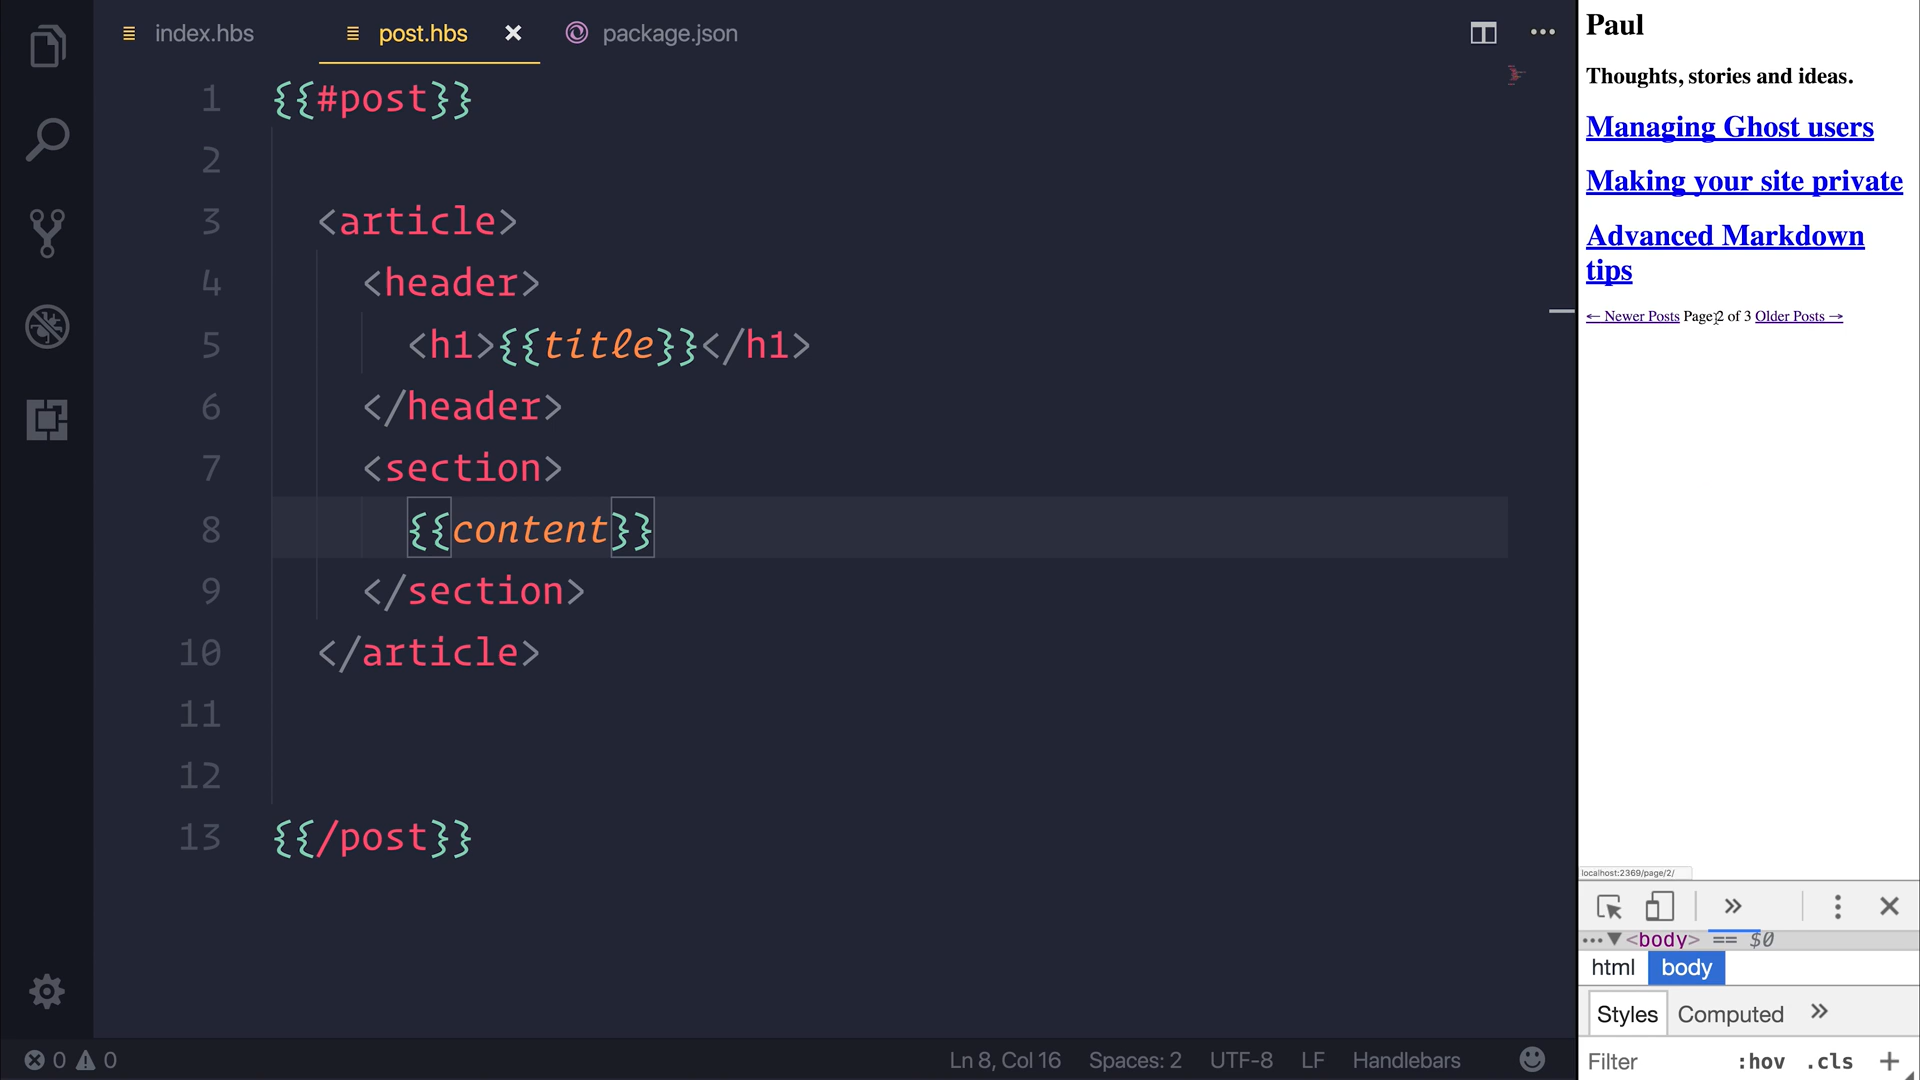 index.hbs post.hbs package.json
1 {{#post}}
2
3 <article>
4 <header>
5 <h1>{{title}}</h1>
6 </header>
7 <section>
8 {{content}}
9 </section>
10 </article>
11
12
13 {{/post}}
0 0 Ln 8, Col 16 Spaces: 2 UTF-8 LF Handlebars
Paul
Thoughts, stories and ideas.
Managing Ghost users
Making your site private
Advanced Markdown
tips
← Newer Posts Page 2 of 3 Older Posts →
localhost:2369/page/2/
<body> == $0
html body
Styles Computed
Filter :hov .cls +